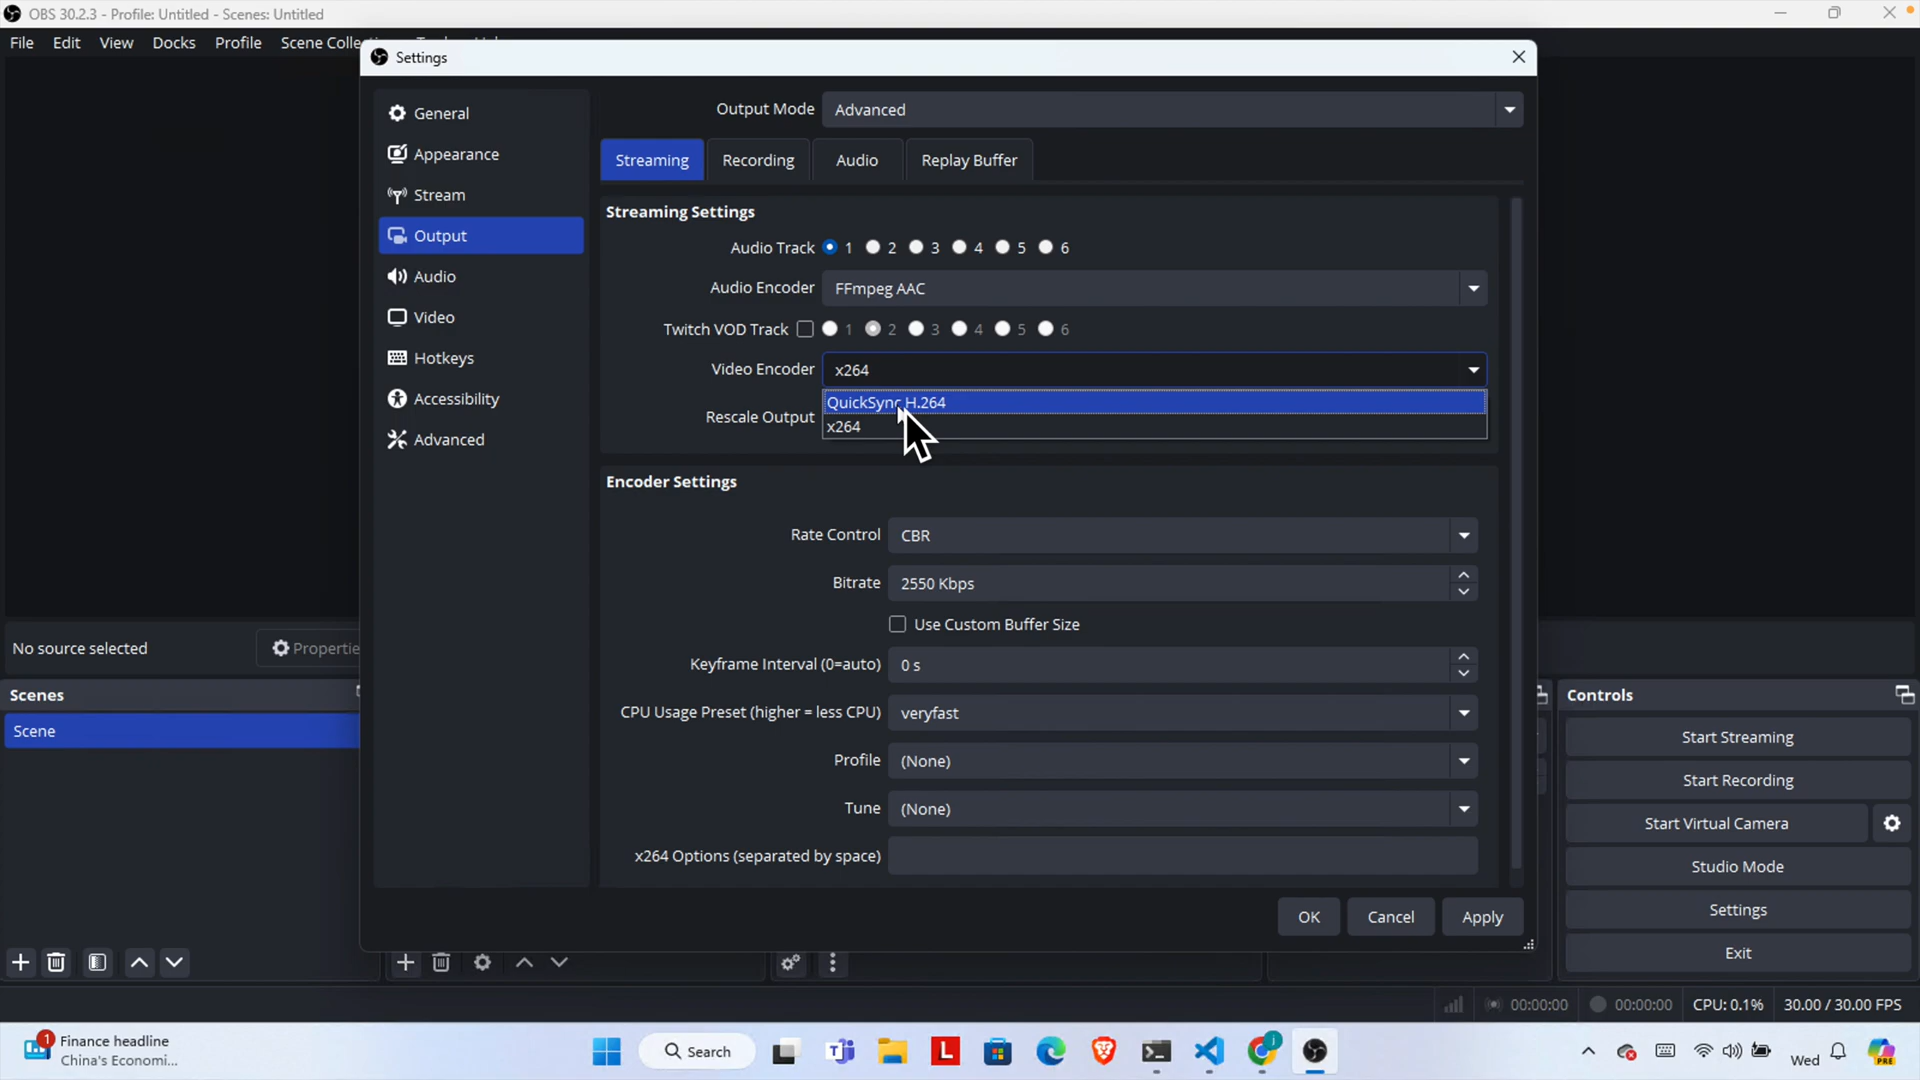 OBS 30.2.3 - Profile: Untitled - Scenes: Untitled
File Edit View Docks Profile Scene Colle
Settings
General
Appearance
Stream
Output
Audio
Video
Hotkeys
Accessibility
Advanced
Output Mode Advanced
Streaming Recording Audio Replay Buffer
Streaming Settings
Audio Track 1 2 3 4 5 6
Audio Encoder FFmpeg AAC
Twitch VOD Track 1 2 3 4 5 6
Video Encoder x264
QuickSync H.264
Rescale Output
x264
Encoder Settings
Rate Control CBR
Bitrate 2550 Kbps
Use Custom Buffer Size
Keyframe Interval (0=auto) 0 s
CPU Usage Preset (higher = less CPU) veryfast
Profile (None)
Tune (None)
x264 Options (separated by space)
OK Cancel Apply
No source selected Propertie
Scenes
Scene
Controls
Start Streaming
Start Recording
Start Virtual Camera
Studio Mode
Settings
Exit
00:00:00 00:00:00 CPU: 0.1% 30.00 / 30.00 FPS
1
Finance headline
China's Economi...
Search
L
Wed
PRE